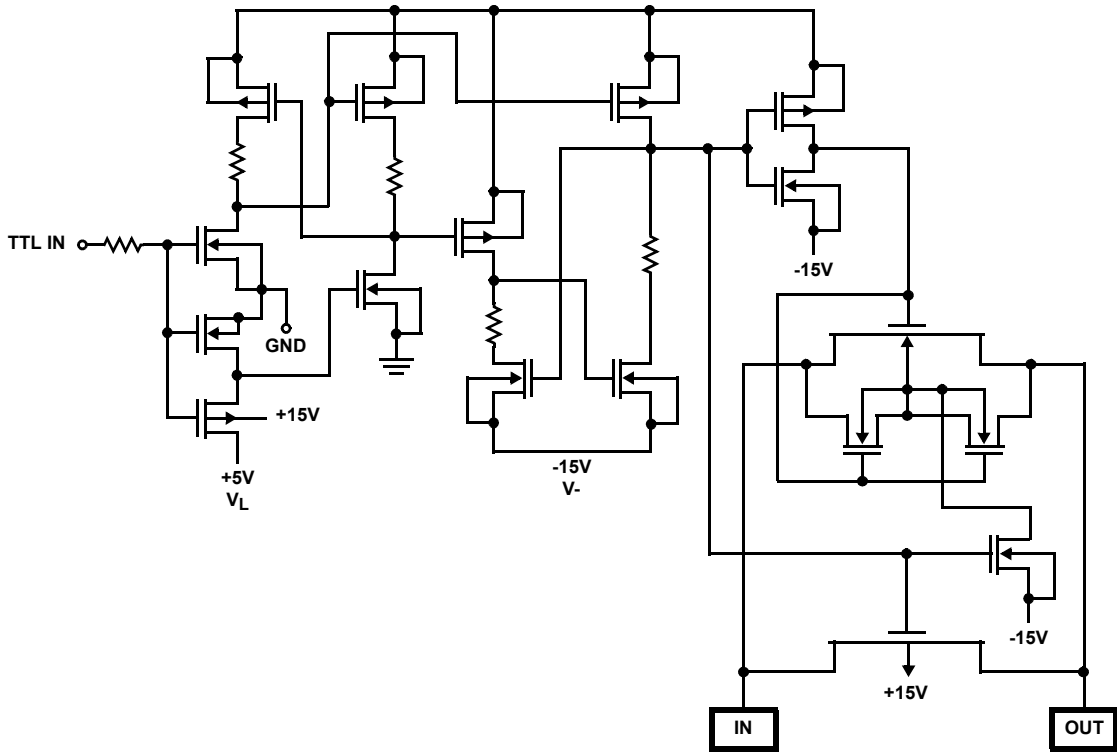 TTL IN
GND
+15V
+5V
VL
-15V
V-
-15V
-15V
+15V
IN
OUT